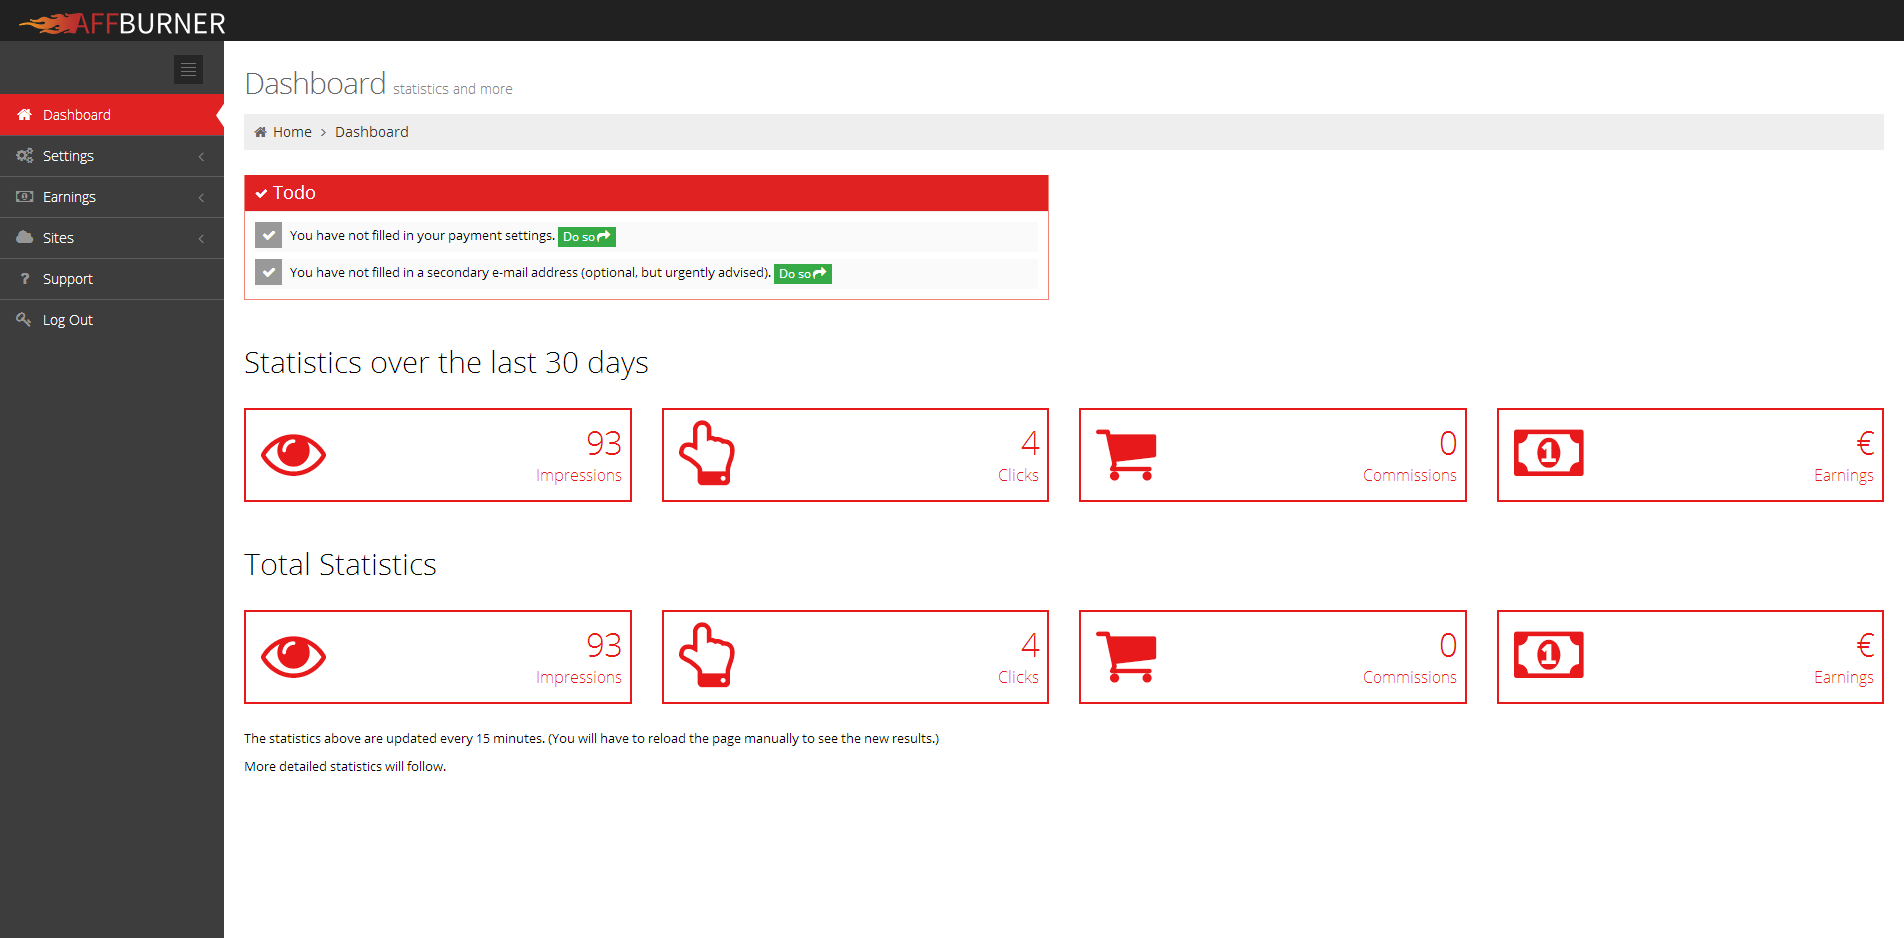 AFFBURNER
Dashboard
Settings
Earnings
Sites
? Support
Log Out
Dashboard statistics and more
Home > Dashboard
Todo
You have not filled in your payment settings. Do so
You have not filled in a secondary e-mail address (optional, but urgently advised). Do so
Statistics over the last 30 days
93
Impressions
4
Clicks
0
Commissions
1
€
Earnings
Total Statistics
93
Impressions
4
Clicks
0
Commissions
1
€
Earnings
The statistics above are updated every 15 minutes. (You will have to reload the page manually to see the new results.)
More detailed statistics will follow.